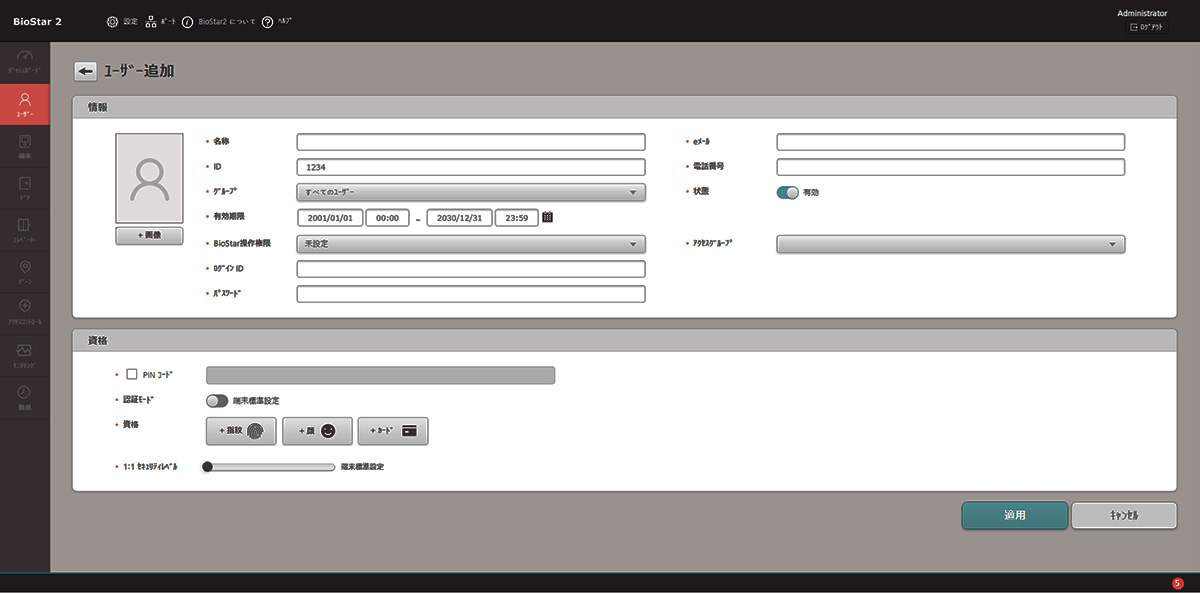 BioStar 2
設定 ポート BioStar2 について ヘルプ
Administrator
ログアウト
ダッシュボード
ユーザー
端末
ドア
エレベーター
ゾーン
アクセスコントロール
モニタリング
勤怠
ユーザー追加
情報
+ 画像
• 名称
• ID 1234
• グループ すべてのユーザー
• 有効期限 2001/01/01 00:00 ~ 2030/12/31 23:59
• BioStar操作権限 未設定
• ログイン ID
• パスワード
• eメール
• 電話番号
• 状態 有効
• アクセスグループ
資格
• PIN コード
• 認証モード 端末標準設定
• 資格 + 指紋 + 顔 + カード
• 1:1 セキュリティレベル 端末標準設定
適用 キャンセル
5